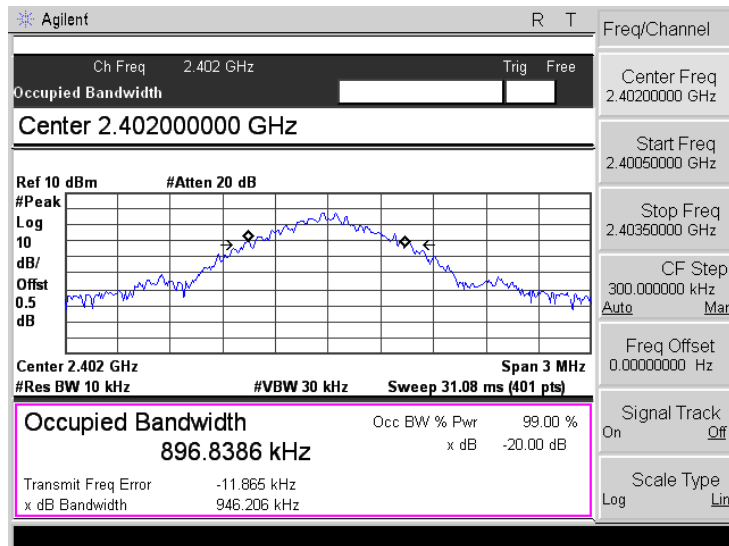 Agilent R T
Ch Freq 2.402 GHz Trig Free
Occupied Bandwidth
Center 2.402000000 GHz
Ref 10 dBm #Atten 20 dB
#Peak
Log
10
dB/
Offst
0.5
dB
Center 2.402 GHz Span 3 MHz
#Res BW 10 kHz #VBW 30 kHz Sweep 31.08 ms (401 pts)
Occupied Bandwidth
896.8386 kHz
Occ BW % Pwr 99.00 %
x dB -20.00 dB
Transmit Freq Error -11.865 kHz
x dB Bandwidth 946.206 kHz
Freq/Channel
Center Freq
2.40200000 GHz
Start Freq
2.40050000 GHz
Stop Freq
2.40350000 GHz
CF Step
300.000000 kHz
Auto Man
Freq Offset
0.00000000 Hz
Signal Track
On Off
Scale Type
Log Lin